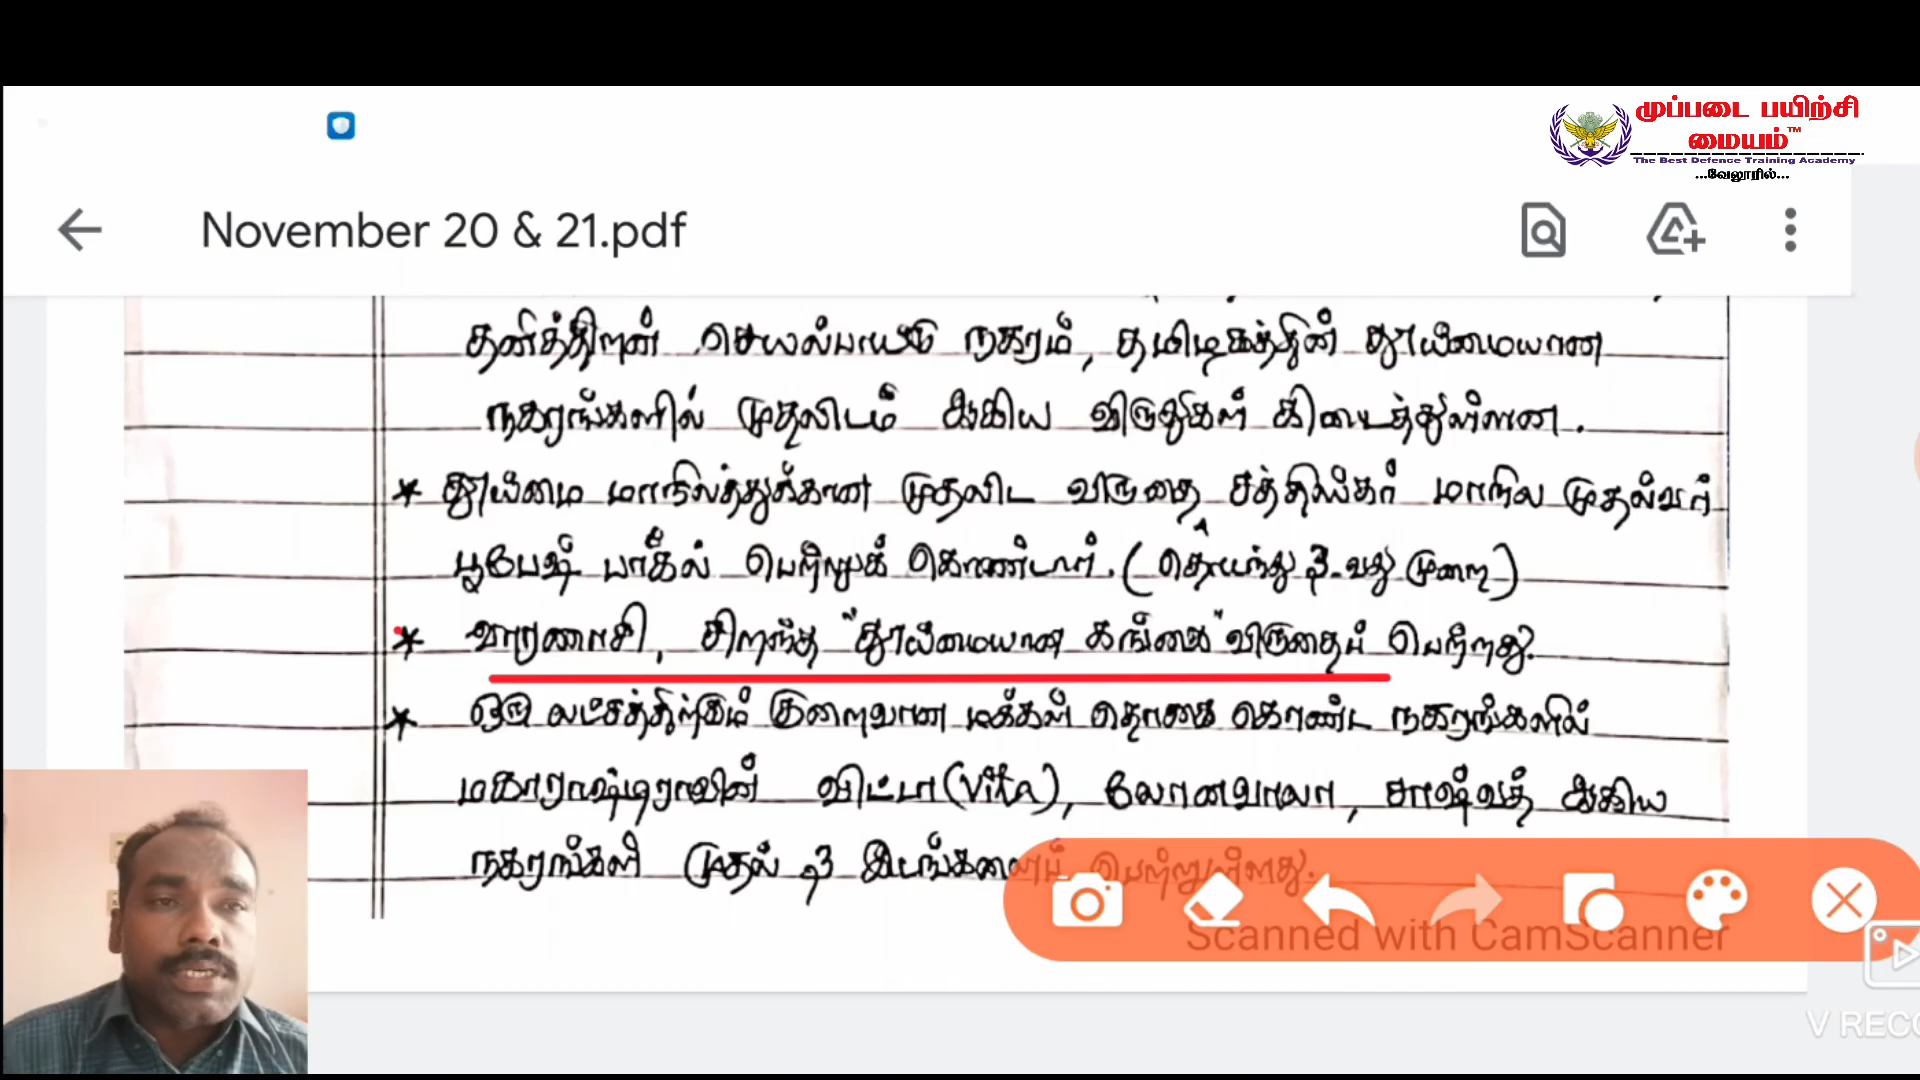 முப்படை பயிற்சி
மையம்™
The Best Defence Training Academy
...வேலூரில்...
November 20 & 21.pdf
தனித்திறன் செயல்பாடு நகரம், தமிழகத்தின் தூய்மையான
நகரங்களில் முதலிடம் ஆகிய விருதுகள் கிடைத்துள்ளன.
* தூய்மை மாநிலத்துக்கான முதலிட விருதை சத்தீஸ்கர் மாநில முதல்வர்
பூபேஷ் பாகேல் பெற்றுக் கொண்டார். (தொடர்ந்து 3-வது முறை)
* வாரணாசி, சிறந்த "தூய்மையான கங்கை" விருதைப் பெற்றது.
* ஒரு லட்சத்திற்கும் குறைவான மக்கள் தொகை கொண்ட நகரங்களில்
மகாராஷ்டிராவின் விட்டா (Vita), லோனவாலா, சாஷ்வத் ஆகிய
நகரங்கள் முதல் 3 இடங்களைப் பெற்றுள்ளது.
Scanned with CamScanner
V RECO